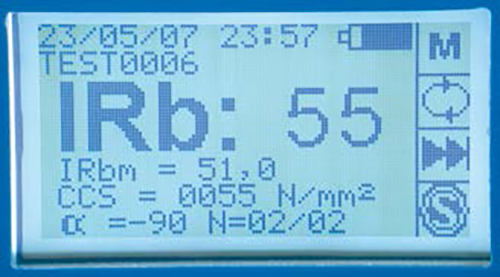 23/05/07 23:57
M
TEST0006
IRb: 55
IRbm = 51,0
CCS = 0055 N/mm²
α =-90 N=02/02
S